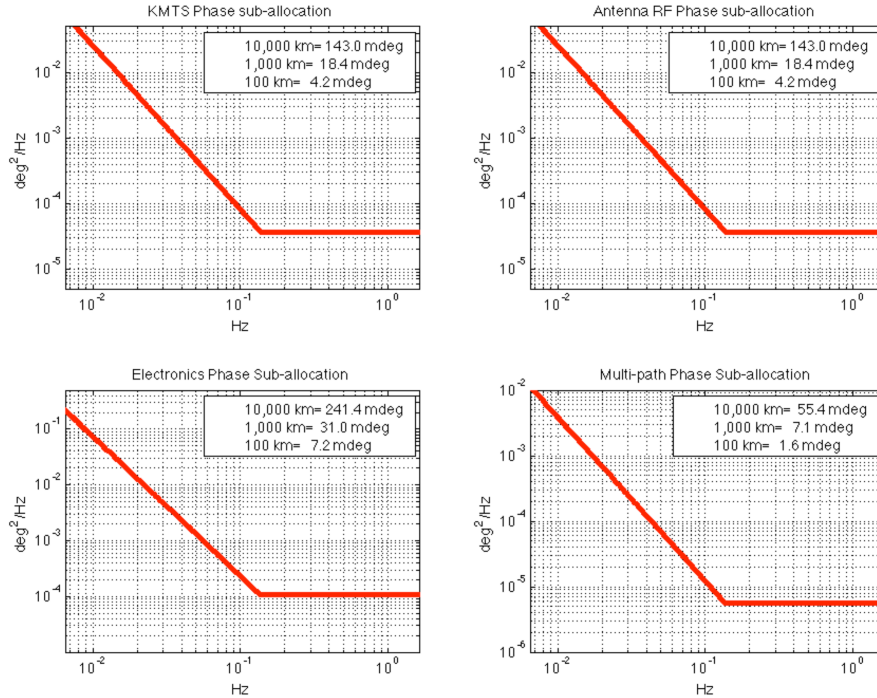 KMTS Phase sub-allocation
10,000 km= 143.0 mdeg
1,000 km= 18.4 mdeg
100 km= 4.2 mdeg
10^-2
10^-3
10^-4
10^-5
deg^2/Hz
10^-2 10^-1 10^0
Hz
Antenna RF Phase sub-allocation
10,000 km= 143.0 mdeg
1,000 km= 18.4 mdeg
100 km= 4.2 mdeg
10^-2
10^-3
10^-4
10^-5
deg^2/Hz
10^-2 10^-1 10^0
Hz
Electronics Phase Sub-allocation
10,000 km= 241.4 mdeg
1,000 km= 31.0 mdeg
100 km= 7.2 mdeg
10^-1
10^-2
10^-3
10^-4
deg^2/Hz
10^-2 10^-1 10^0
Hz
Multi-path Phase Sub-allocation
10,000 km= 55.4 mdeg
1,000 km= 7.1 mdeg
100 km= 1.6 mdeg
10^-2
10^-3
10^-4
10^-5
10^-6
deg^2/Hz
10^-2 10^-1 10^0
Hz